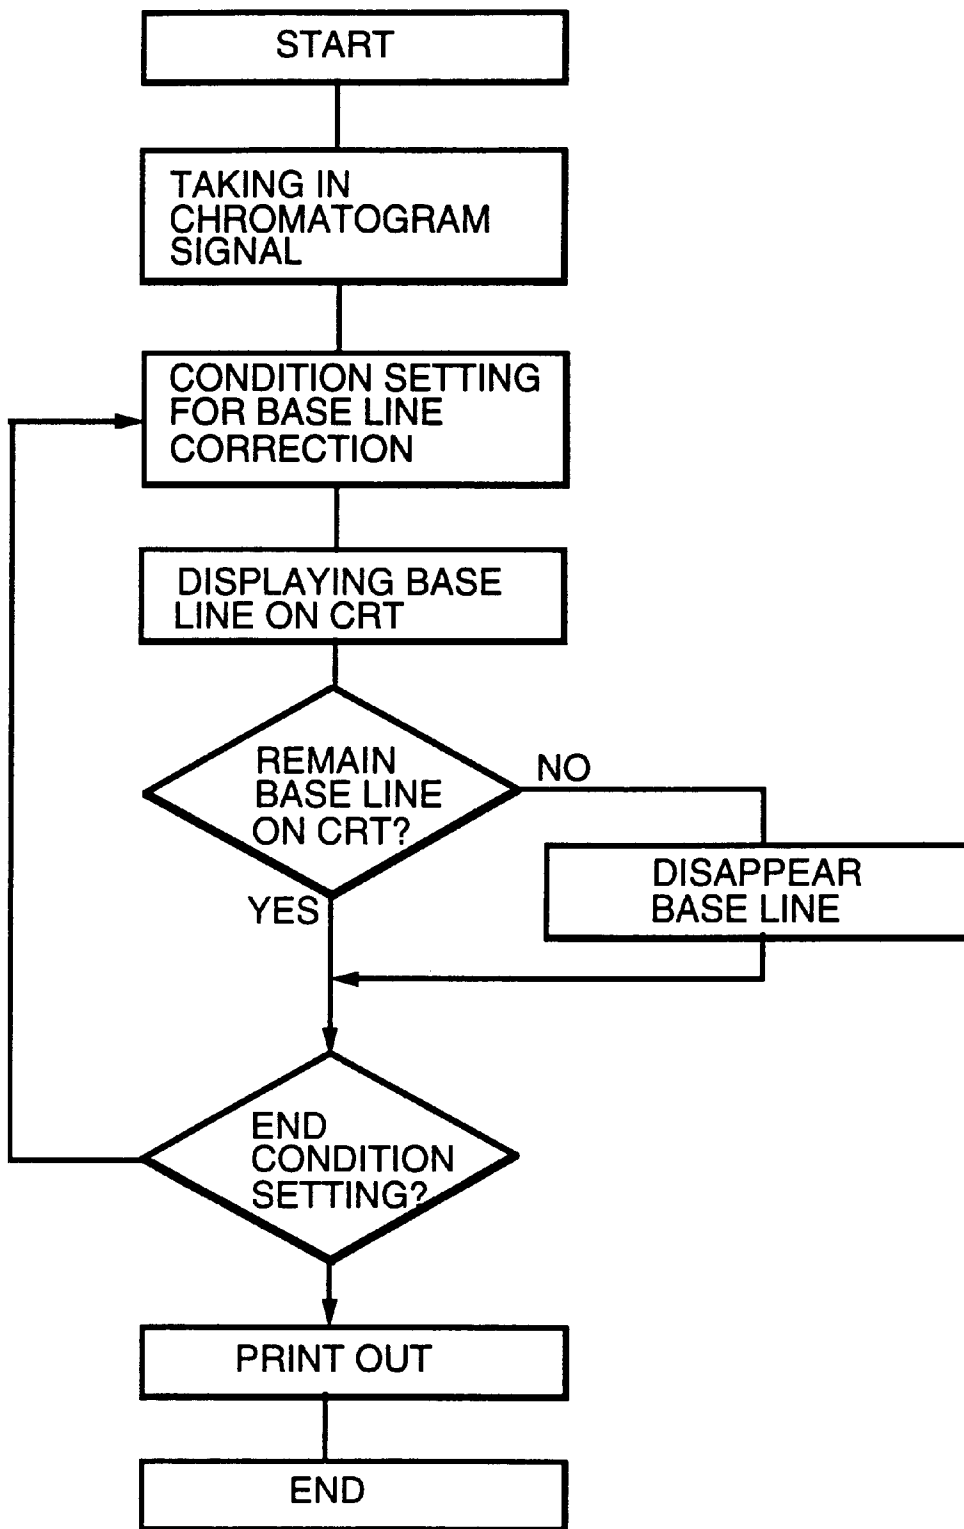 START
TAKING IN
CHROMATOGRAM
SIGNAL
CONDITION SETTING
FOR BASE LINE
CORRECTION
DISPLAYING BASE
LINE ON CRT
REMAIN
BASE LINE
ON CRT?
NO
YES
DISAPPEAR
BASE LINE
END
CONDITION
SETTING?
PRINT OUT
END